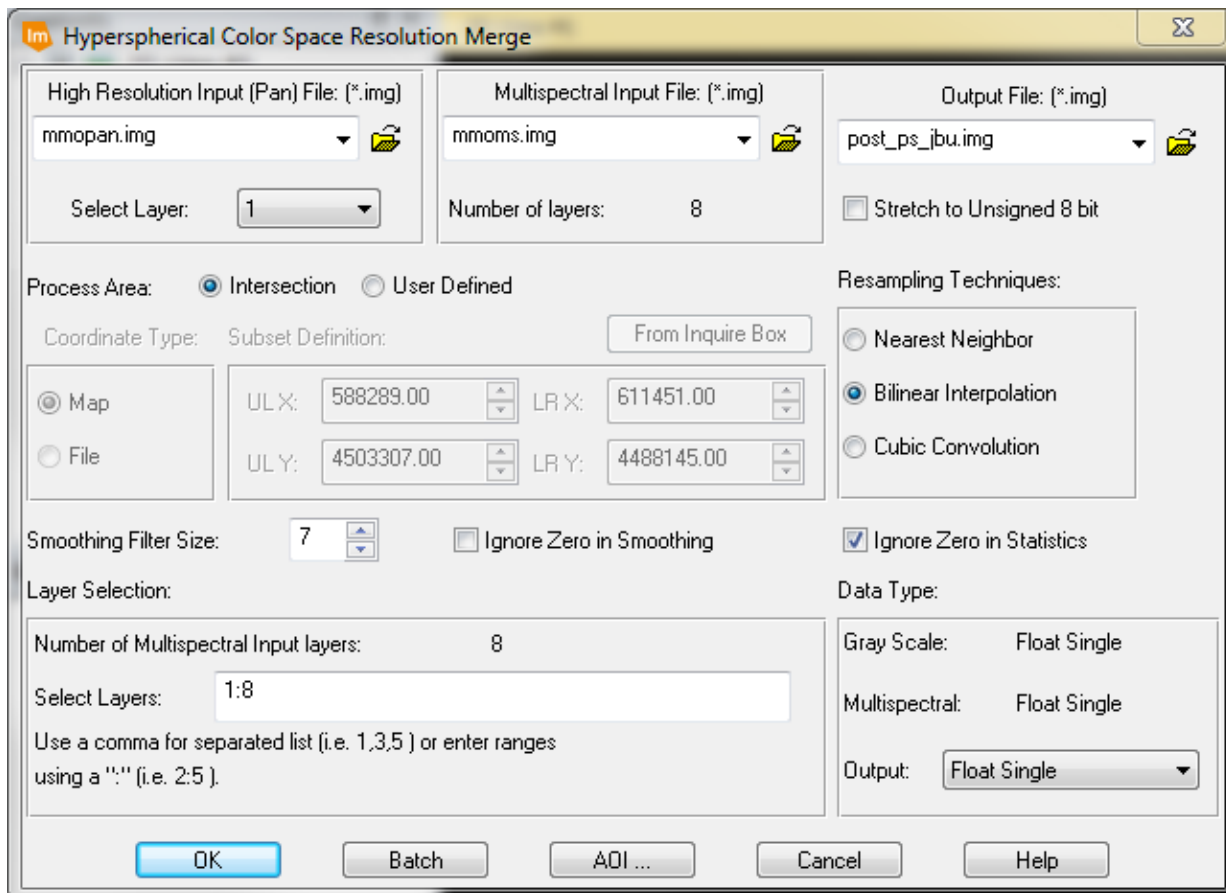 Im Hyperspherical Color Space Resolution Merge
High Resolution Input (Pan) File: (*.img)
mmopan.img
Select Layer: 1
Multispectral Input File: (*.img)
mmoms.img
Number of layers: 8
Output File: (*.img)
post_ps_jbu.img
Stretch to Unsigned 8 bit
Process Area: Intersection User Defined
Coordinate Type:
Map
File
Subset Definition: From Inquire Box
UL X: 588289.00 LR X: 611451.00
UL Y: 4503307.00 LR Y: 4488145.00
Resampling Techniques:
Nearest Neighbor
Bilinear Interpolation
Cubic Convolution
Smoothing Filter Size: 7 Ignore Zero in Smoothing Ignore Zero in Statistics
Layer Selection:
Number of Multispectral Input layers: 8
Select Layers: 1:8
Use a comma for separated list (i.e. 1,3,5 ) or enter ranges
using a ":" (i.e. 2:5 ).
Data Type:
Gray Scale: Float Single
Multispectral: Float Single
Output: Float Single
OK Batch AOI ... Cancel Help